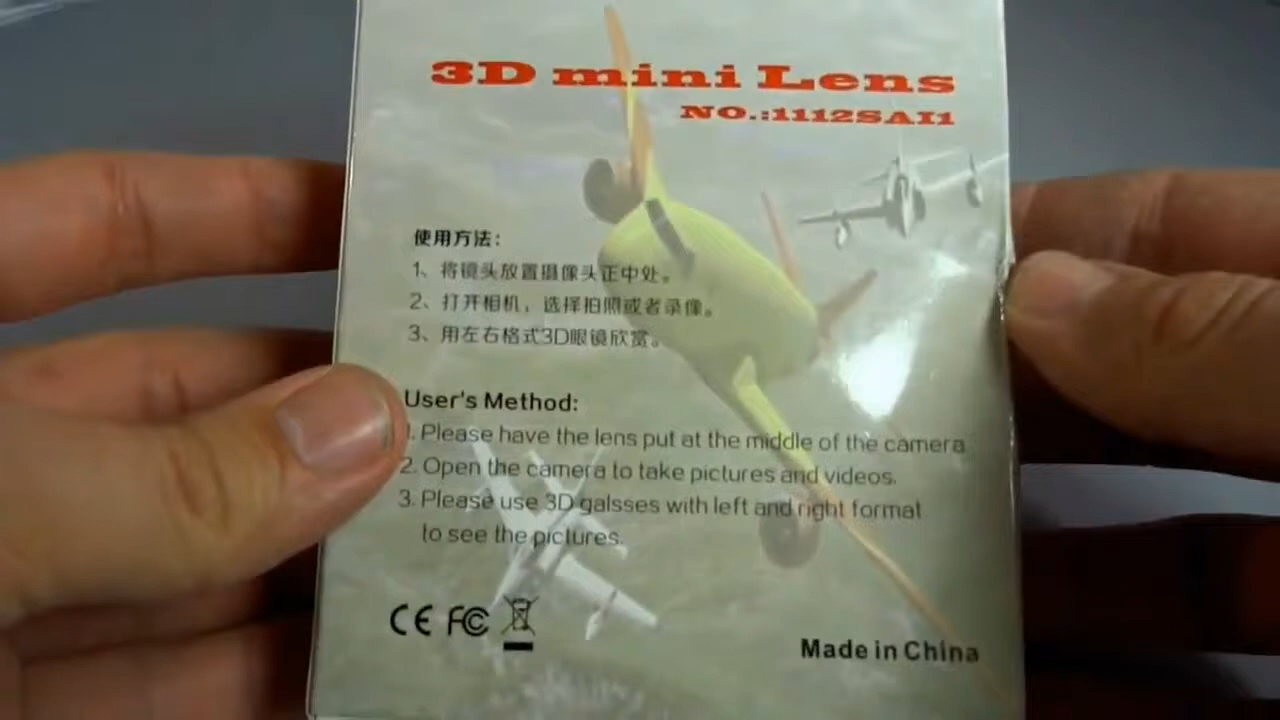 3D mini Lens
NO.:1112SAI1
使用方法：
1、将镜头放置摄像头正中处。
2、打开相机，选择拍照或者录像。
3、用左右格式3D眼镜欣赏。
User's Method:
1. Please have the lens put at the middle of the camera
2. Open the camera to take pictures and videos.
3. Please use 3D galsses with left and right format
to see the pictures.
CE FC
Made in China